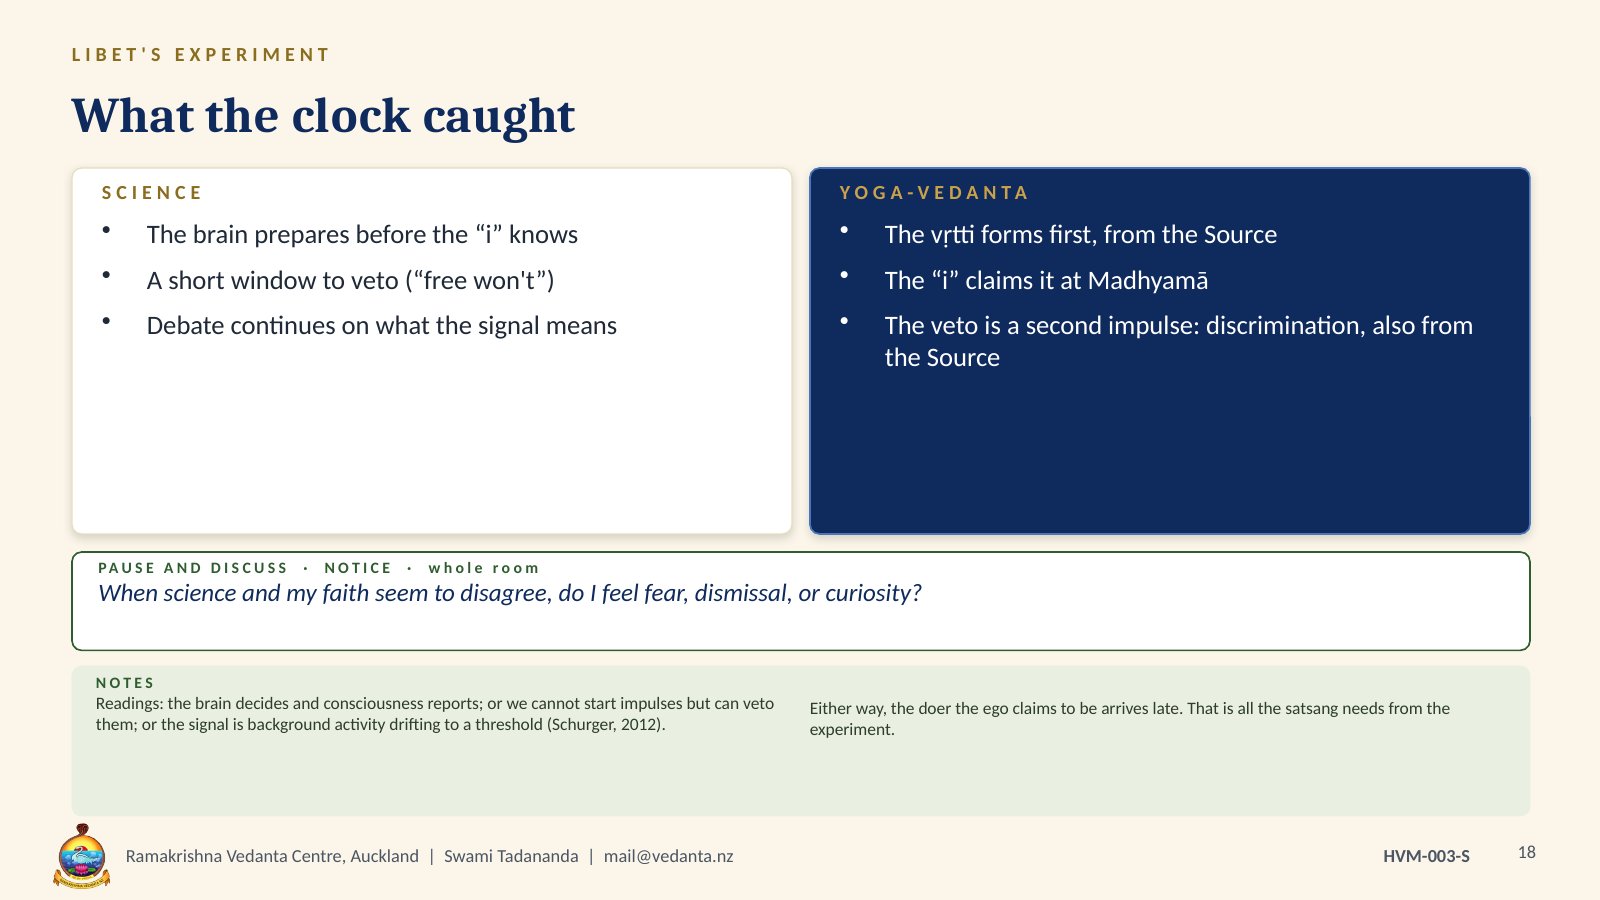 LIBET'S EXPERIMENT
What the clock caught
SCIENCE
• The brain prepares before the “i” knows
• A short window to veto (“free won't”)
• Debate continues on what the signal means
YOGA-VEDANTA
• The vṛtti forms first, from the Source
• The “i” claims it at Madhyamā
• The veto is a second impulse: discrimination, also from
the Source
PAUSE AND DISCUSS · NOTICE · whole room
When science and my faith seem to disagree, do I feel fear, dismissal, or curiosity?
NOTES
Readings: the brain decides and consciousness reports; or we cannot start impulses but can veto
them; or the signal is background activity drifting to a threshold (Schurger, 2012).
Either way, the doer the ego claims to be arrives late. That is all the satsang needs from the
experiment.
Ramakrishna Vedanta Centre, Auckland | Swami Tadananda | mail@vedanta.nz
HVM-003-S
18